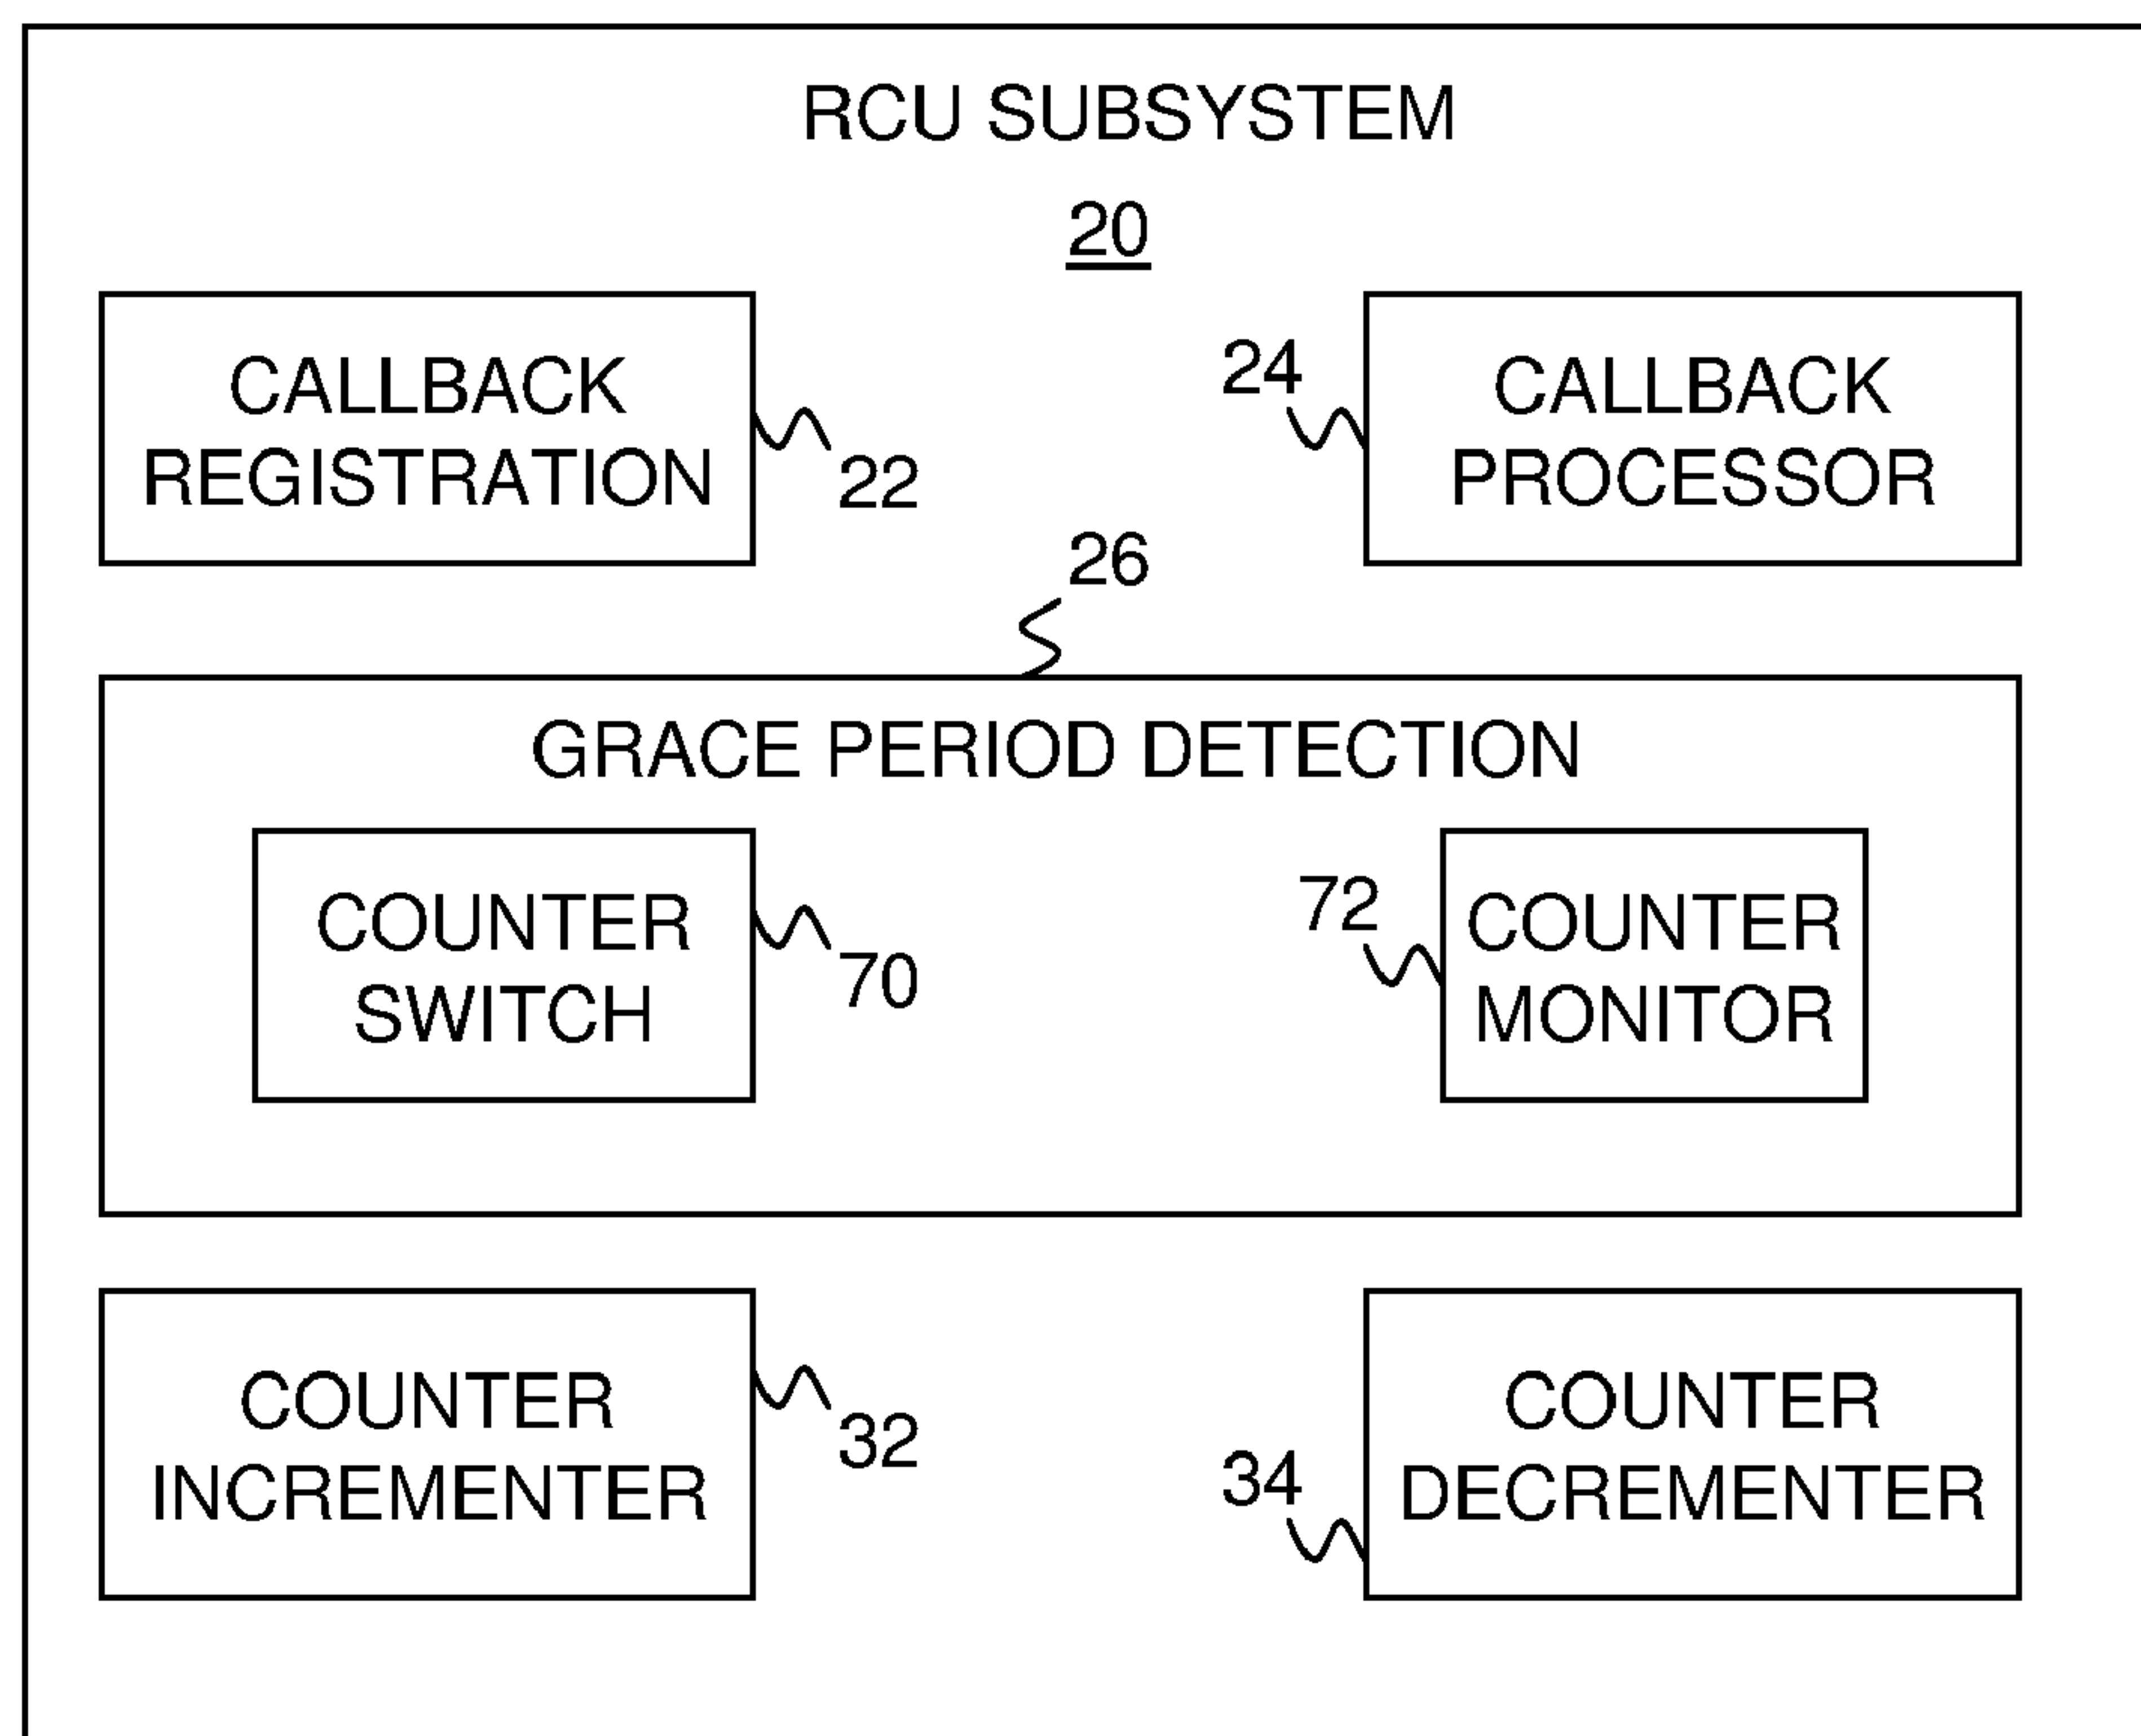 RCU SUBSYSTEM
20
CALLBACK
REGISTRATION
22
24
CALLBACK
PROCESSOR
26
GRACE PERIOD DETECTION
COUNTER
SWITCH
70
72
COUNTER
MONITOR
COUNTER
INCREMENTER
32
34
COUNTER
DECREMENTER